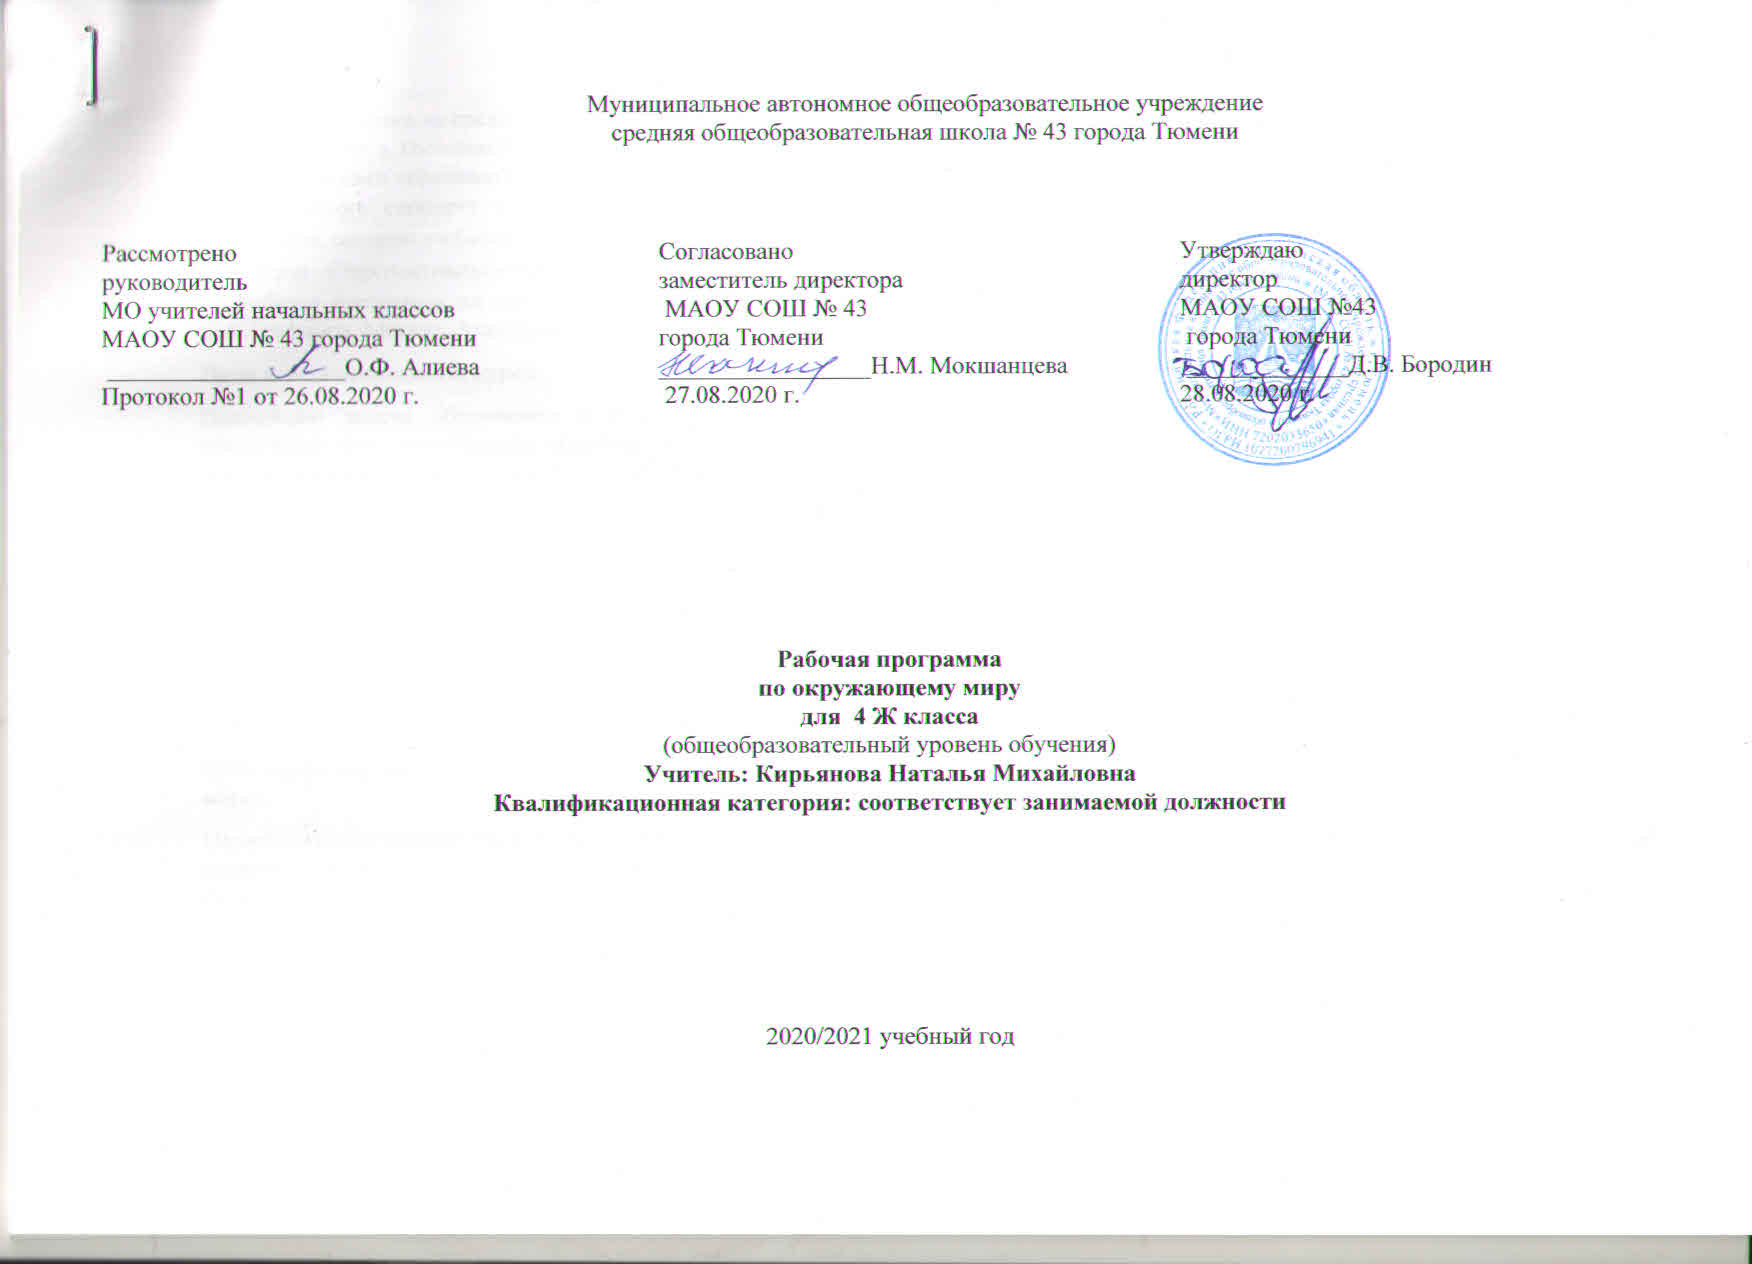 Муниципальное автономное общеобразовательное учреждение
средняя общеобразовательная школа № 43 города Тюмени
Рассмотрено
руководитель
МО учителей начальных классов
МАОУ СОШ № 43 города Тюмени
___________________О.Ф. Алиева
Протокол №1 от 26.08.2020 г.
Согласовано
заместитель директора
МАОУ СОШ № 43
города Тюмени
_________________Н.М. Мокшанцева
27.08.2020 г.
Утверждаю
директор
МАОУ СОШ №43
города Тюмени
_____________Д.В. Бородин
28.08.2020 г.
Рабочая программа
по окружающему миру
для 4 Ж класса
(общеобразовательный уровень обучения)
Учитель: Кирьянова Наталья Михайловна
Квалификационная категория: соответствует занимаемой должности
2020/2021 учебный год